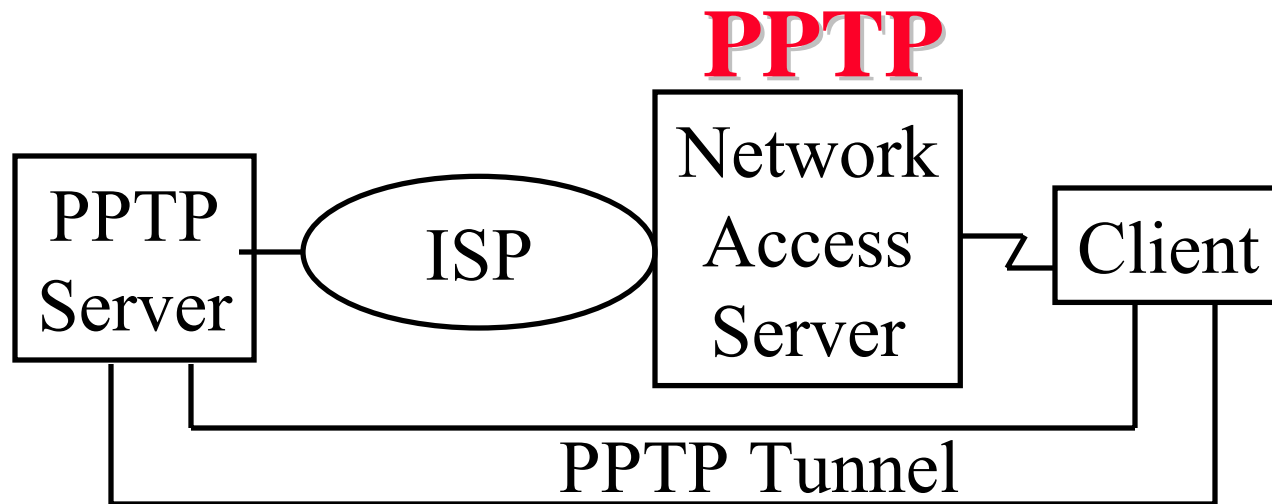 PPTP
PPTP
Server
ISP
Network
Access
Server
Client
PPTP Tunnel